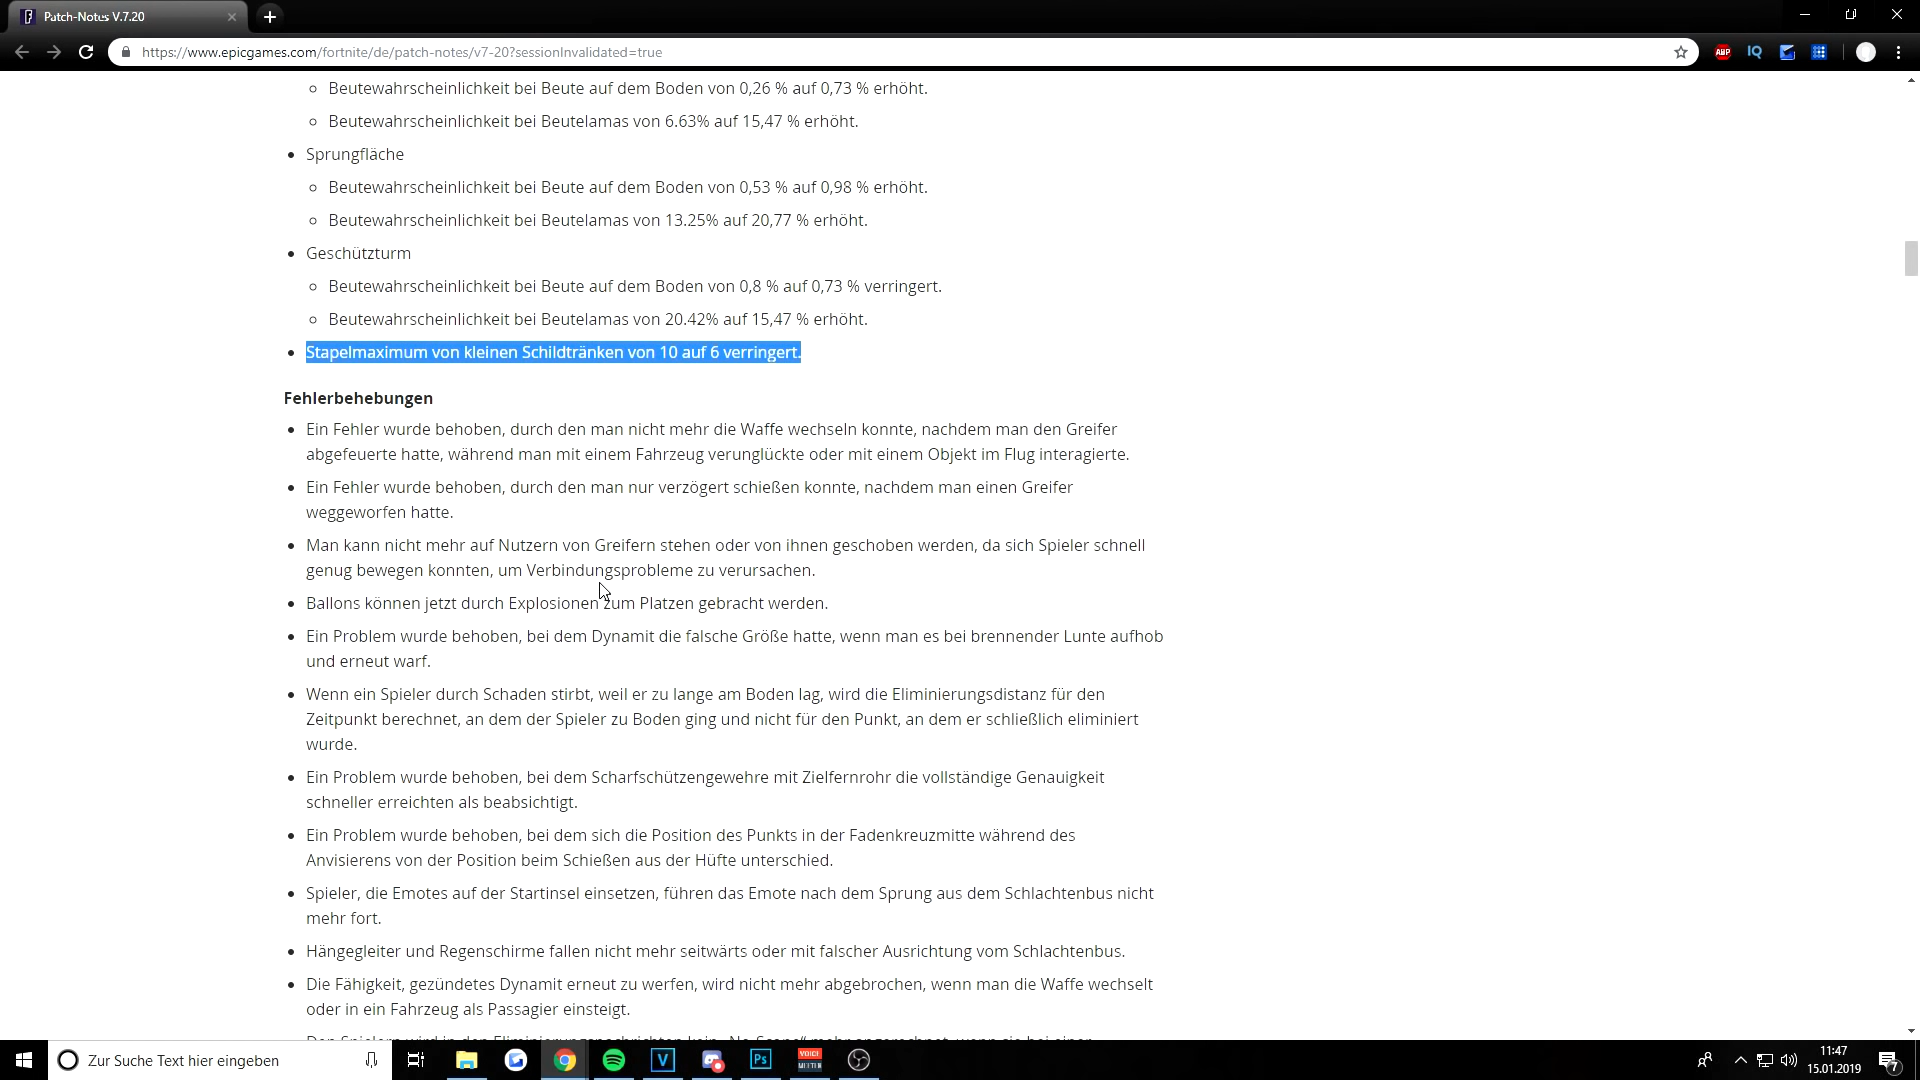 Patch-Notes V.7.20
https://www.epicgames.com/fortnite/de/patch-notes/v7-20?sessionInvalidated=true
ABP
IQ
Beutewahrscheinlichkeit bei Beute auf dem Boden von 0,26 % auf 0,73 % erhöht.
Beutewahrscheinlichkeit bei Beutelamas von 6.63% auf 15,47 % erhöht.
Sprungfläche
Beutewahrscheinlichkeit bei Beute auf dem Boden von 0,53 % auf 0,98 % erhöht.
Beutewahrscheinlichkeit bei Beutelamas von 13.25% auf 20,77 % erhöht.
Geschützturm
Beutewahrscheinlichkeit bei Beute auf dem Boden von 0,8 % auf 0,73 % verringert.
Beutewahrscheinlichkeit bei Beutelamas von 20.42% auf 15,47 % erhöht.
Stapelmaximum von kleinen Schildtränken von 10 auf 6 verringert.
Fehlerbehebungen
Ein Fehler wurde behoben, durch den man nicht mehr die Waffe wechseln konnte, nachdem man den Greifer
abgefeuerte hatte, während man mit einem Fahrzeug verunglückte oder mit einem Objekt im Flug interagierte.
Ein Fehler wurde behoben, durch den man nur verzögert schießen konnte, nachdem man einen Greifer
weggeworfen hatte.
Man kann nicht mehr auf Nutzern von Greifern stehen oder von ihnen geschoben werden, da sich Spieler schnell
genug bewegen konnten, um Verbindungsprobleme zu verursachen.
Ballons können jetzt durch Explosionen zum Platzen gebracht werden.
Ein Problem wurde behoben, bei dem Dynamit die falsche Größe hatte, wenn man es bei brennender Lunte aufhob
und erneut warf.
Wenn ein Spieler durch Schaden stirbt, weil er zu lange am Boden lag, wird die Eliminierungsdistanz für den
Zeitpunkt berechnet, an dem der Spieler zu Boden ging und nicht für den Punkt, an dem er schließlich eliminiert
wurde.
Ein Problem wurde behoben, bei dem Scharfschützengewehre mit Zielfernrohr die vollständige Genauigkeit
schneller erreichten als beabsichtigt.
Ein Problem wurde behoben, bei dem sich die Position des Punkts in der Fadenkreuzmitte während des
Anvisierens von der Position beim Schießen aus der Hüfte unterschied.
Spieler, die Emotes auf der Startinsel einsetzen, führen das Emote nach dem Sprung aus dem Schlachtenbus nicht
mehr fort.
Hängegleiter und Regenschirme fallen nicht mehr seitwärts oder mit falscher Ausrichtung vom Schlachtenbus.
Die Fähigkeit, gezündetes Dynamit erneut zu werfen, wird nicht mehr abgebrochen, wenn man die Waffe wechselt
oder in ein Fahrzeug als Passagier einsteigt.
Zur Suche Text hier eingeben
V
Ps
VOICE
11:47
15.01.2019
7